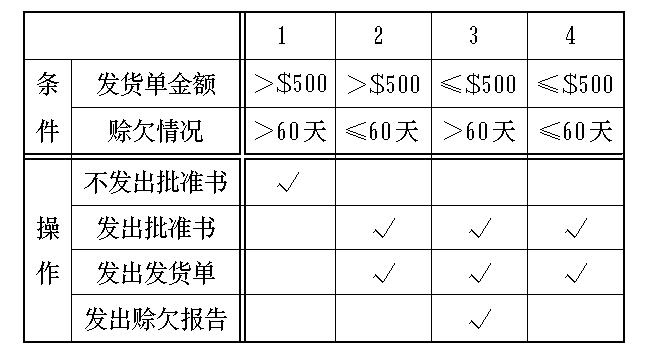 1 2 3 4
条件 发货单金额 >$500 >$500 ≤$500 ≤$500
赊欠情况 >60天 ≤60天 >60天 ≤60天
操作 不发出批准书 √
发出批准书 √ √ √
发出发货单 √ √ √
发出赊欠报告 √